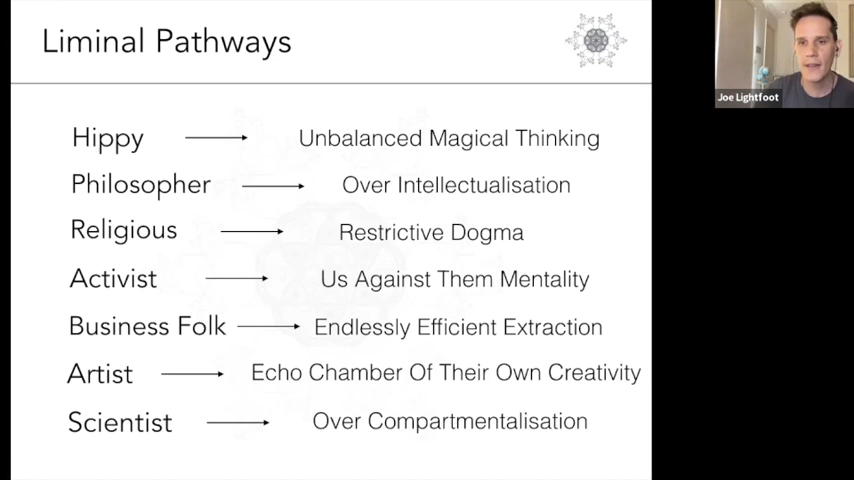 Liminal Pathways
Joe Lightfoot
Hippy Unbalanced Magical Thinking
Philosopher Over Intellectualisation
Religious Restrictive Dogma
Activist Us Against Them Mentality
Business Folk Endlessly Efficient Extraction
Artist Echo Chamber Of Their Own Creativity
Scientist Over Compartmentalisation